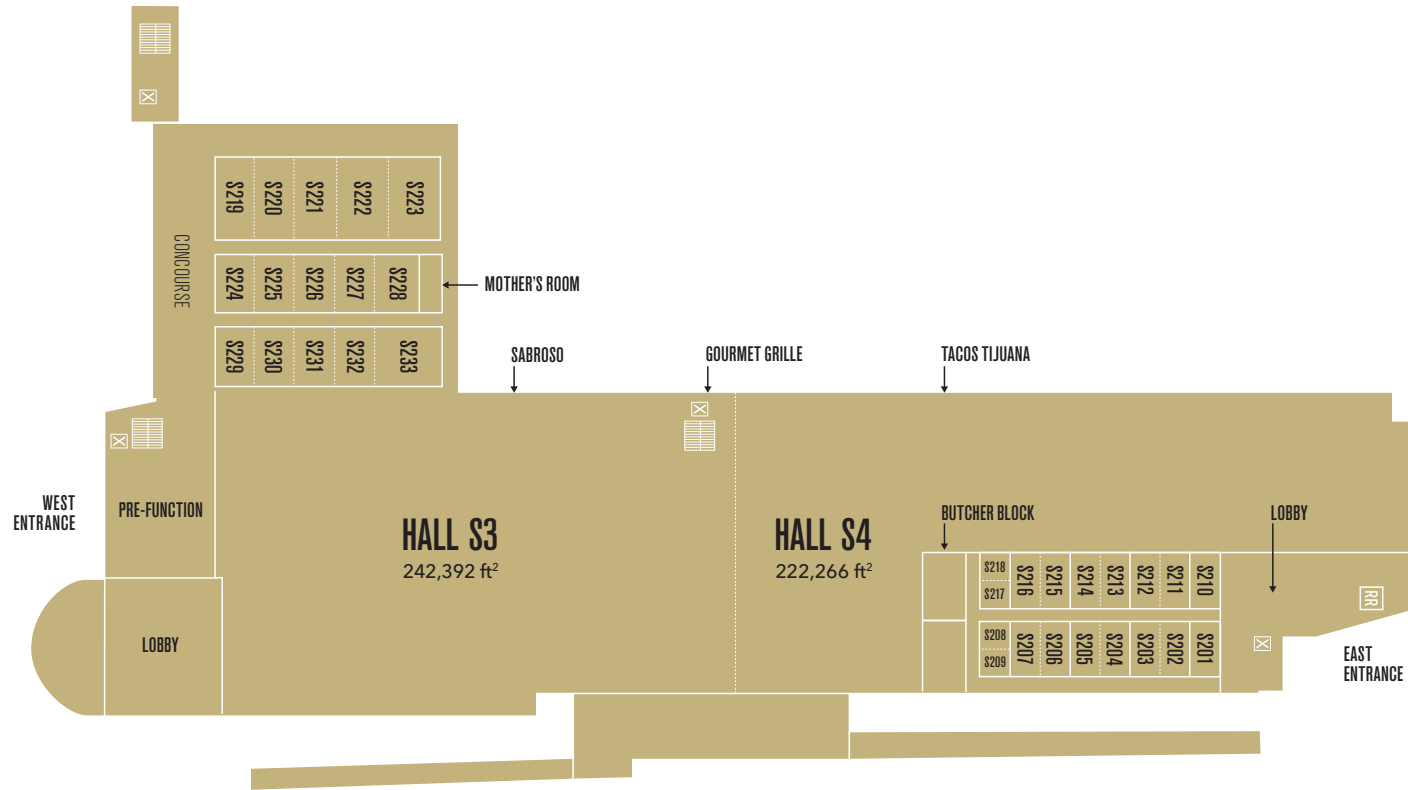 S219
S220
S221
S222
S223
CONCOURSE
S224
S225
S226
S227
S228
MOTHER'S ROOM
S229
S230
S231
S232
S233
SABROSO
GOURMET GRILLE
TACOS TIJUANA
WEST
ENTRANCE
PRE-FUNCTION
HALL S3
242,392 ft²
HALL S4
222,266 ft²
BUTCHER BLOCK
LOBBY
S218
S217
S216
S215
S214
S213
S212
S211
S210
RR
S208
S209
S207
S206
S205
S204
S203
S202
S201
LOBBY
EAST
ENTRANCE